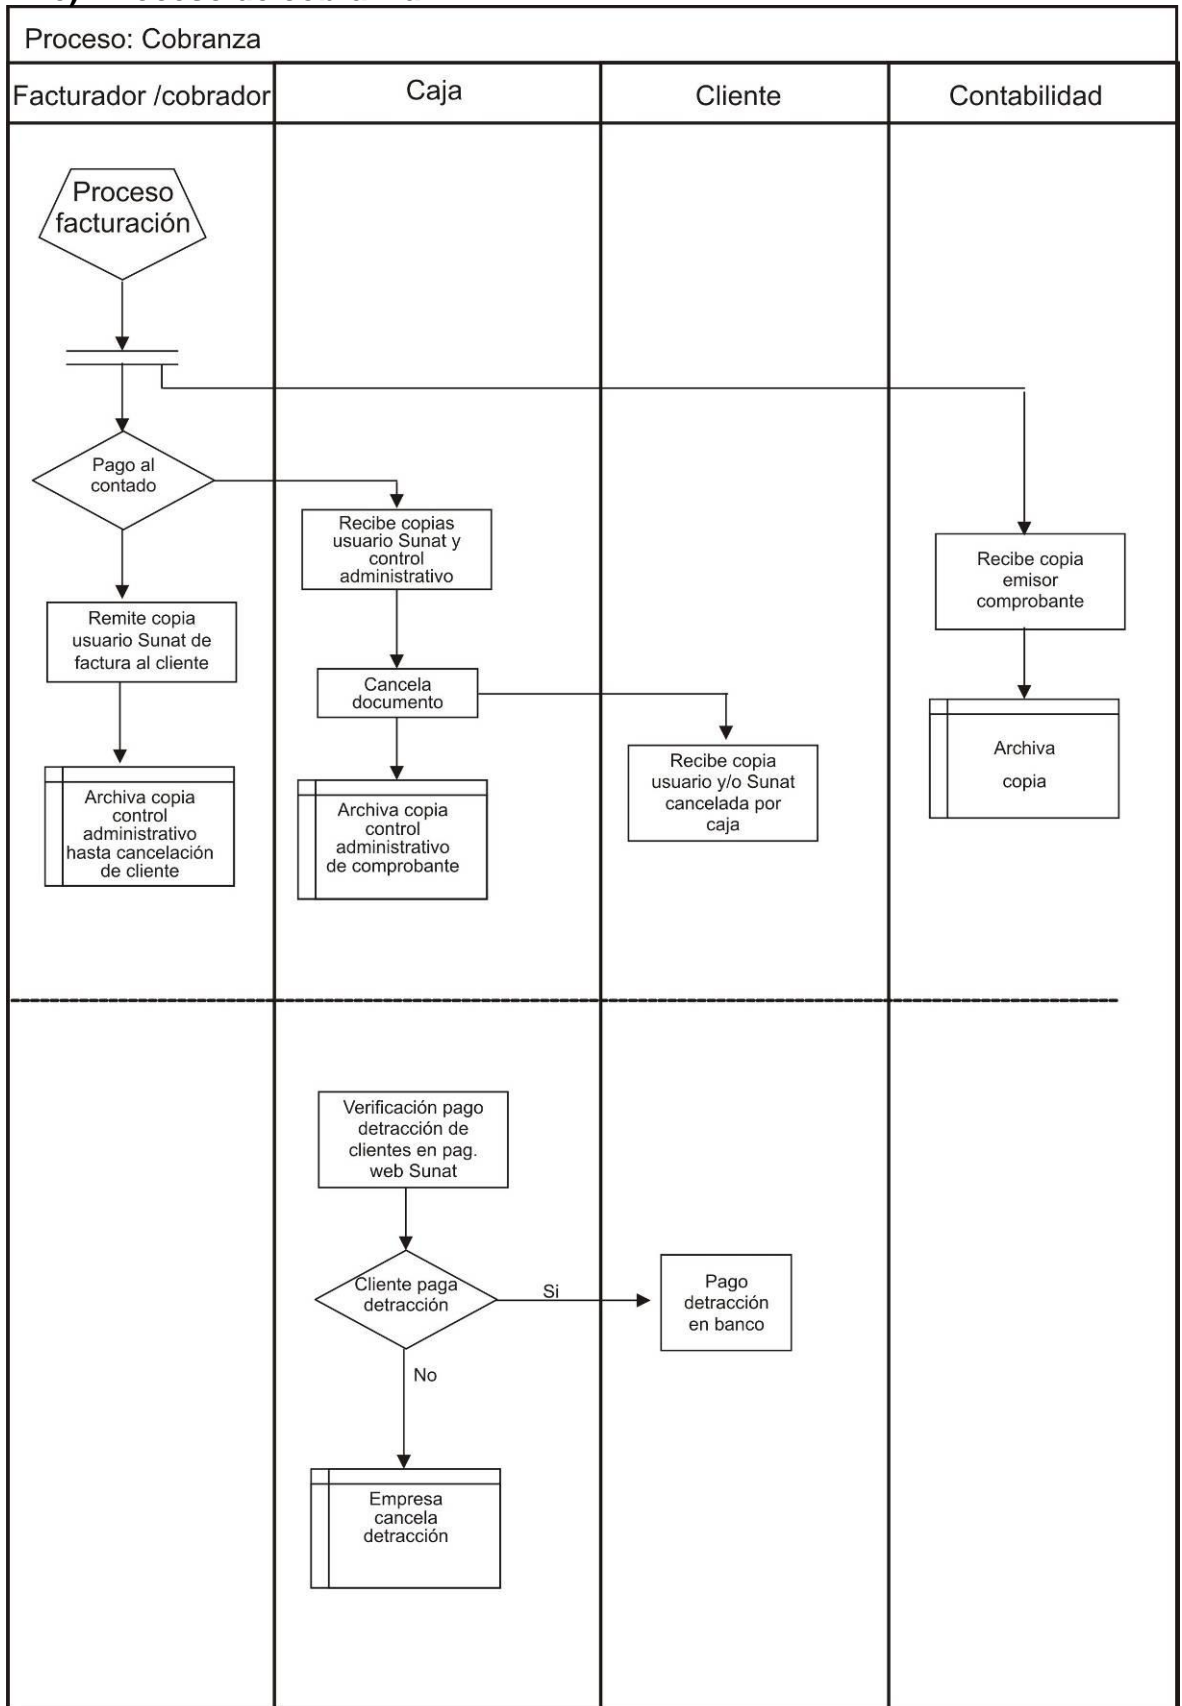 Proceso: Cobranza
Facturador /cobrador
Caja
Cliente
Contabilidad
Proceso
facturación
Pago al
contado
Recibe copias
usuario Sunat y
control
administrativo
Recibe copia
emisor
comprobante
Remite copia
usuario Sunat de
factura al cliente
Cancela
documento
Recibe copia
usuario y/o Sunat
cancelada por
caja
Archiva
copia
Archiva copia
control
administrativo
hasta cancelación
de cliente
Archiva copia
control
administrativo
de comprobante
Verificación pago
detracción de
clientes en pag.
web Sunat
Cliente paga
detracción
Si
Pago
detracción
en banco
No
Empresa
cancela
detracción